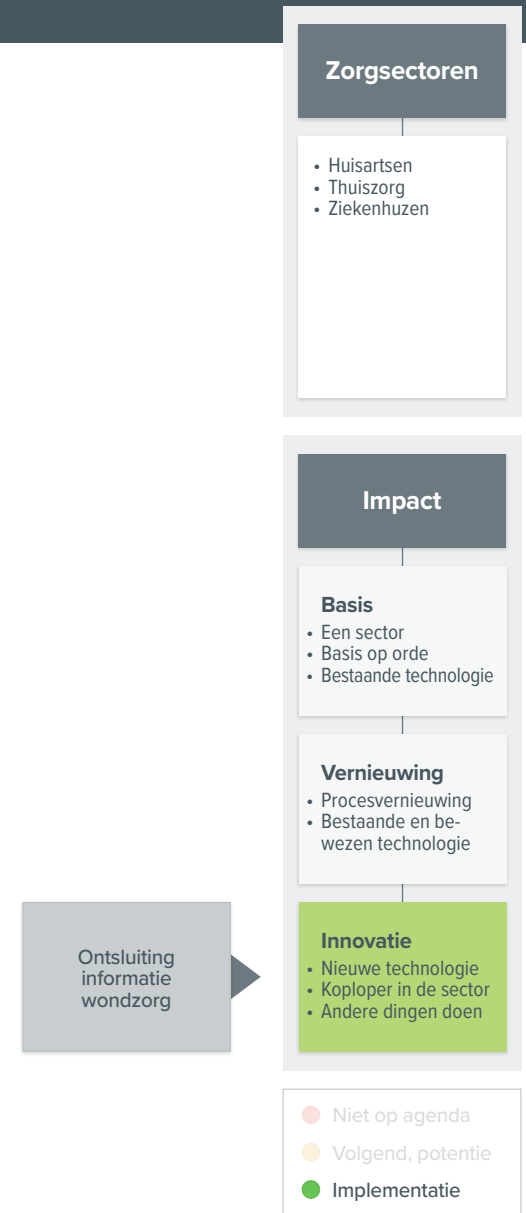 Zorgsectoren
• Huisartsen
• Thuiszorg
• Ziekenhuzen
Impact
Basis
• Een sector
• Basis op orde
• Bestaande technologie
Vernieuwing
• Procesvernieuwing
• Bestaande en be-
wezen technologie
Ontsluiting
informatie
wondzorg
Innovatie
• Nieuwe technologie
• Koploper in de sector
• Andere dingen doen
Niet op agenda
Volgend, potentie
Implementatie